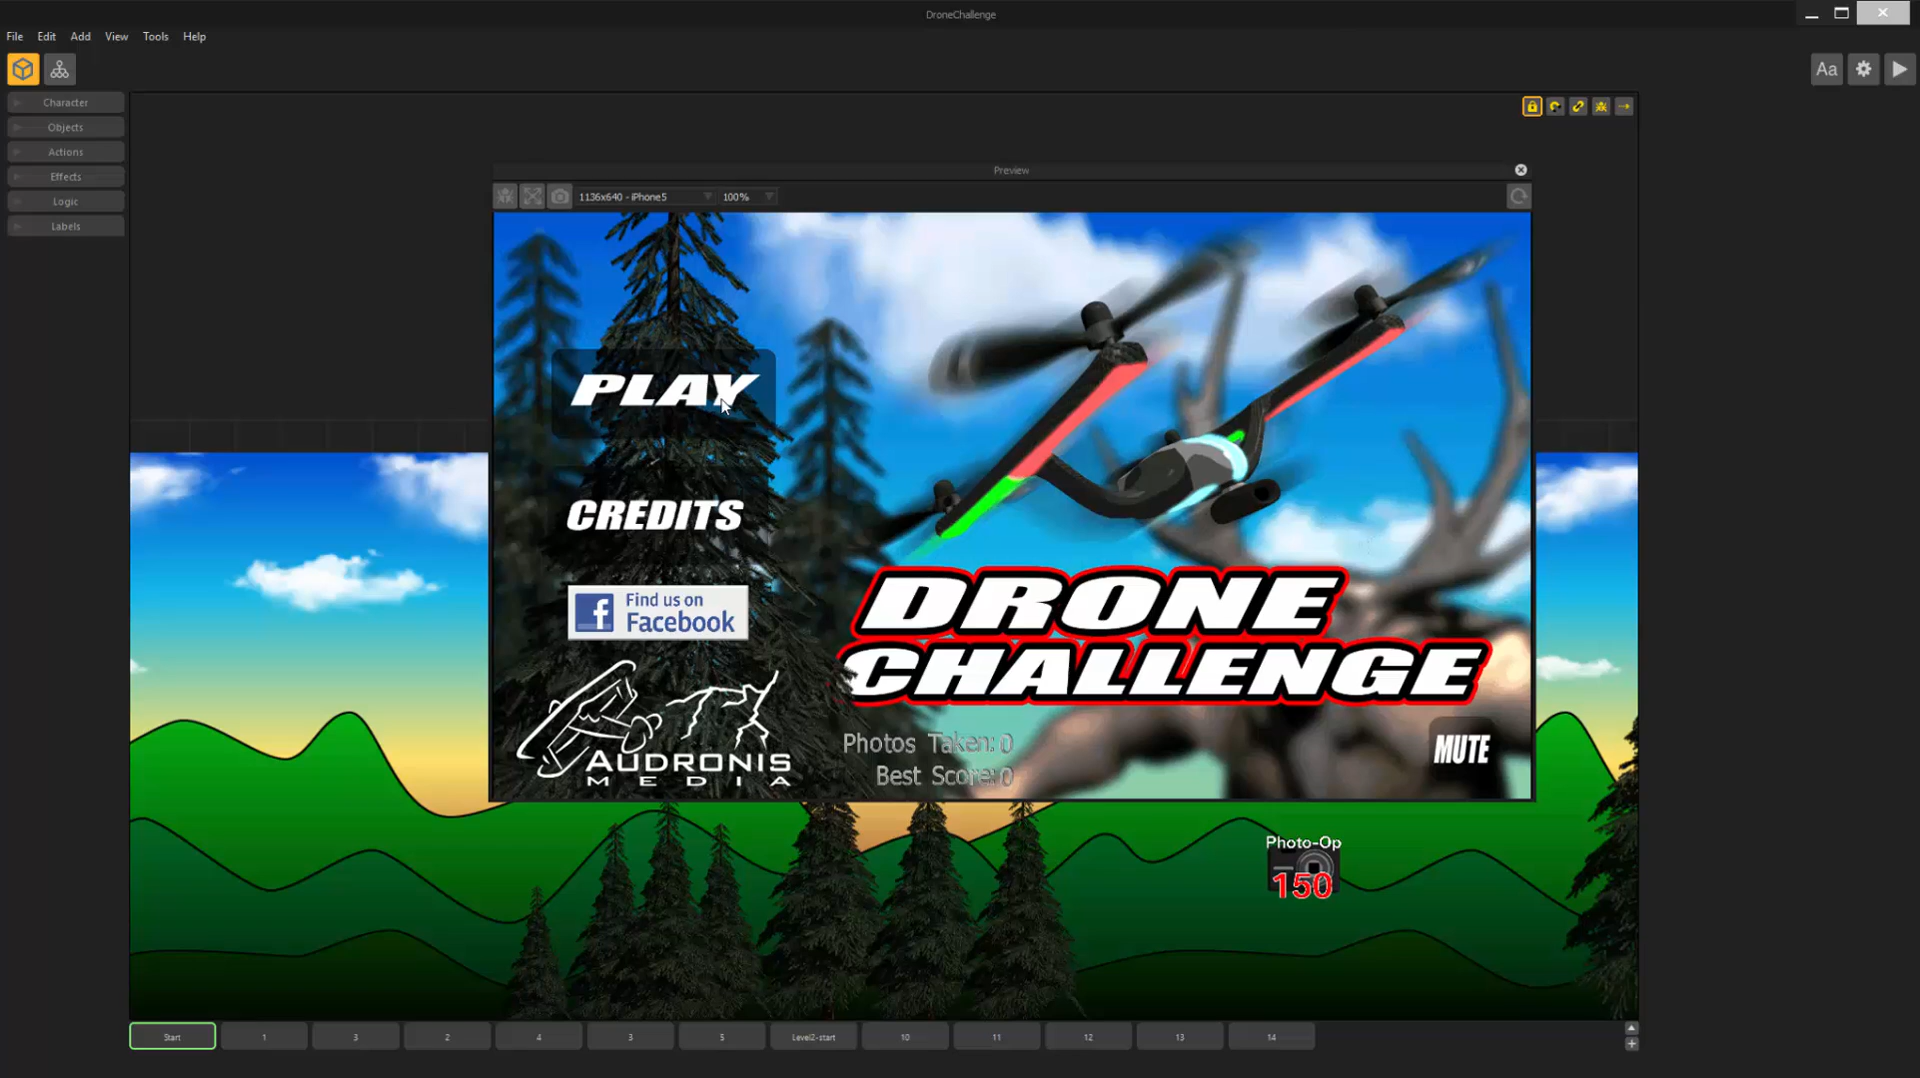 DroneChallenge
File Edit Add View Tools Help
Aa
Character
Objects
Actions
Effects
Logic
Labels
Preview
1136x640 - iPhone5 100%
PLAY
CREDITS
Find us on
Facebook
DRONE
CHALLENGE
AUDRONIS
MEDIA
Photos Taken:0
Best Score:0
MUTE
Photo-Op
150
Start 1 3 2 4 3 5 Level2-start 10 11 12 13 14